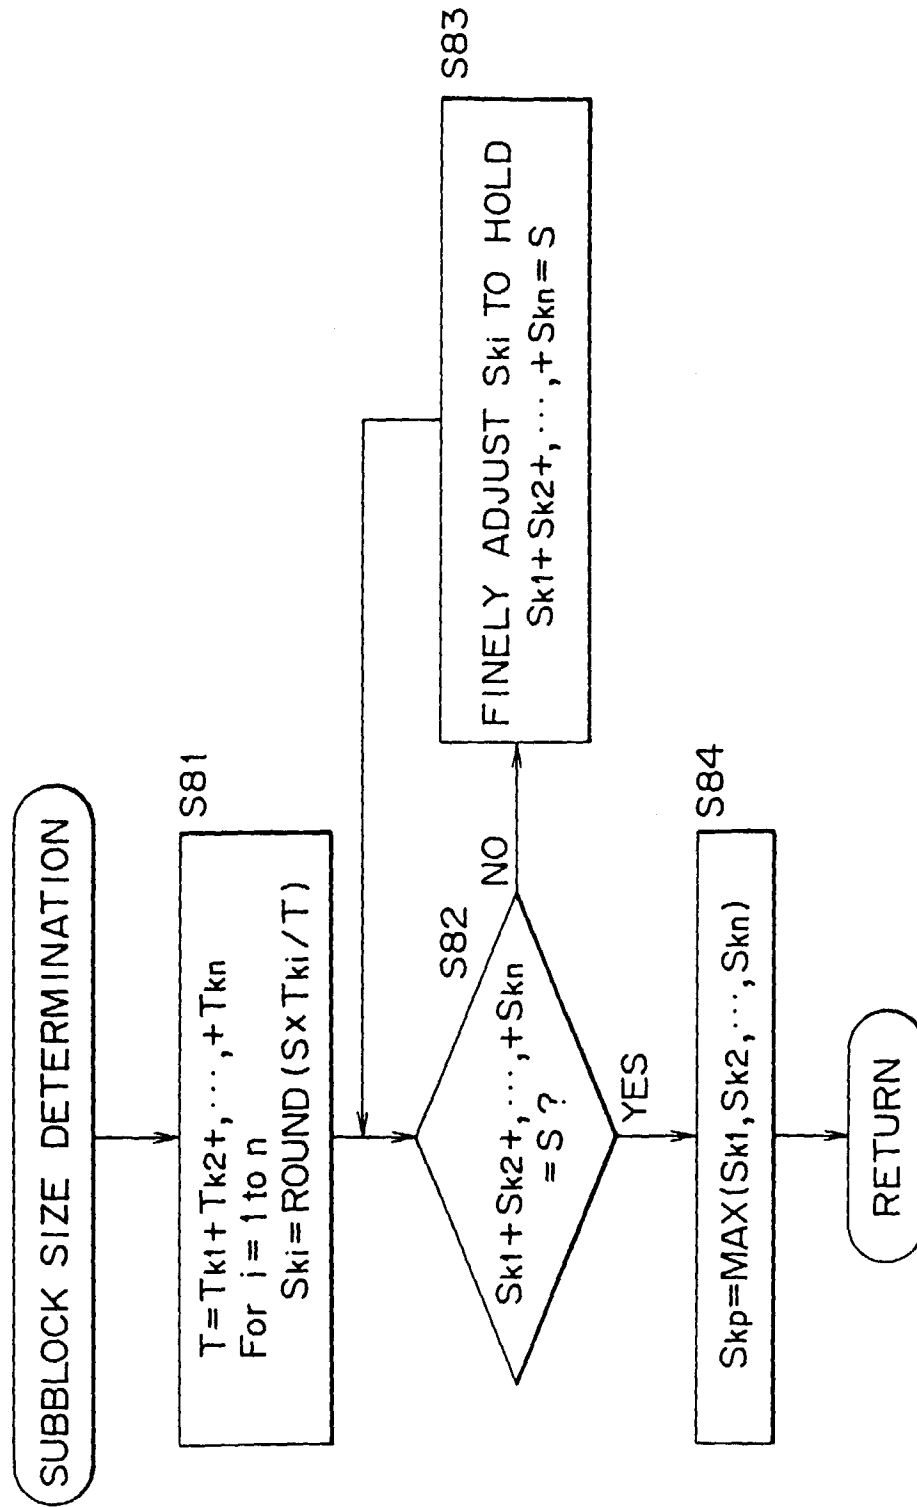 SUBBLOCK SIZE DETERMINATION
S81
T=Tk1+Tk2+,···,+Tkn
For i=1 to n
Ski=ROUND(S×Tki/T)
S82
Sk1+Sk2+,···,+Skn
=S?
NO
YES
S83
FINELY ADJUST Ski TO HOLD
Sk1+Sk2+,···,+Skn=S
S84
Skp=MAX(Sk1,Sk2,···,Skn)
RETURN